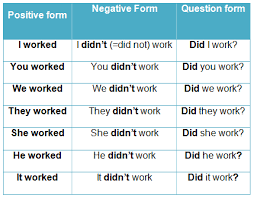 Positive form Negative Form Question form
I worked I didn't (=did not) work Did I work?
You worked You didn't work Did you work?
We worked We didn't work Did we work?
They worked They didn't work Did they work?
She worked She didn't work Did she work?
He worked He didn't work Did he work?
It worked It didn't work Did it work?